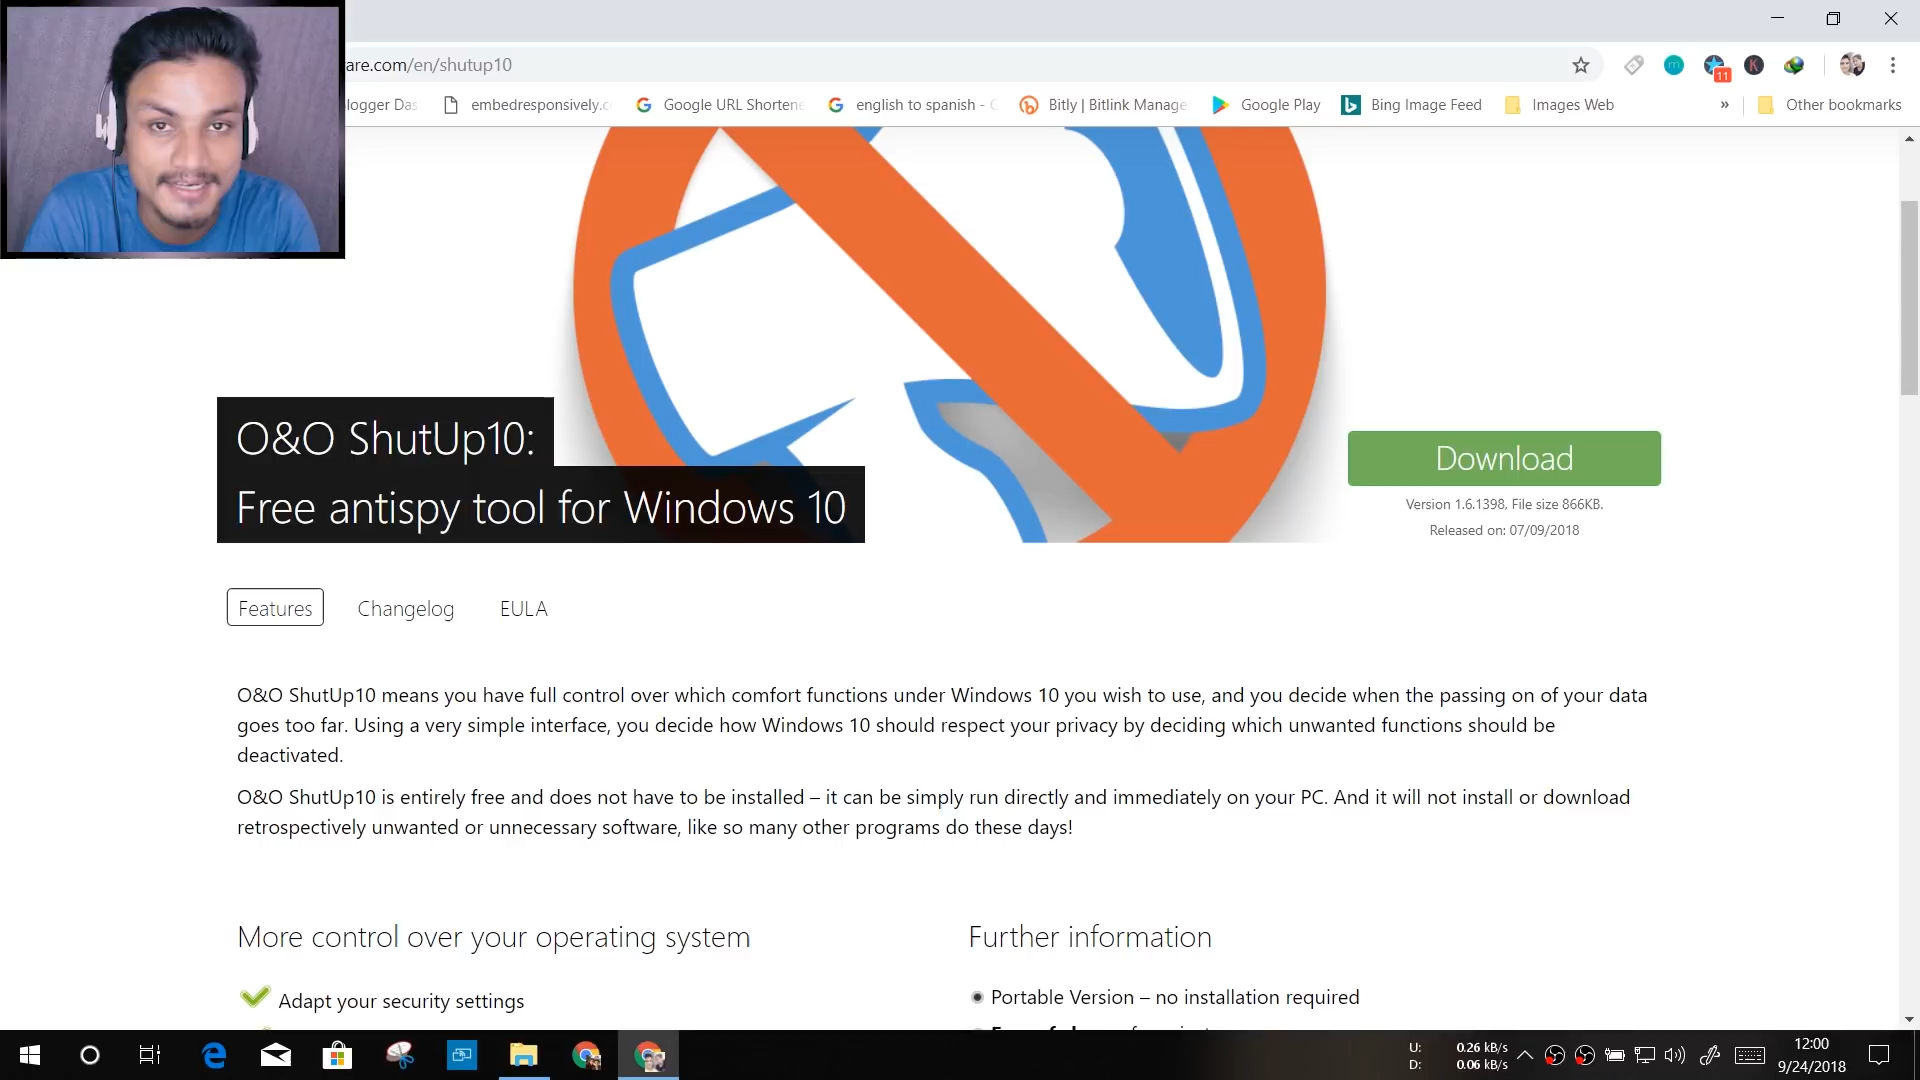 are.com/en/shutup10
11
m
K
logger Das
embedresponsively.c
Google URL Shortene
english to spanish -
Bitly | Bitlink Manage
Google Play
Bing Image Feed
Images Web
»
Other bookmarks
O&O ShutUp10:
Free antispy tool for Windows 10
Download
Version 1.6.1398, File size 866KB.
Released on: 07/09/2018
Features
Changelog
EULA
O&O ShutUp10 means you have full control over which comfort functions under Windows 10 you wish to use, and you decide when the passing on of your data
goes too far. Using a very simple interface, you decide how Windows 10 should respect your privacy by deciding which unwanted functions should be
deactivated.
O&O ShutUp10 is entirely free and does not have to be installed – it can be simply run directly and immediately on your PC. And it will not install or download
retrospectively unwanted or unnecessary software, like so many other programs do these days!
More control over your operating system
Further information
Adapt your security settings
Portable Version – no installation required
U: 0.26 kB/s
D: 0.06 kB/s
12:00
9/24/2018